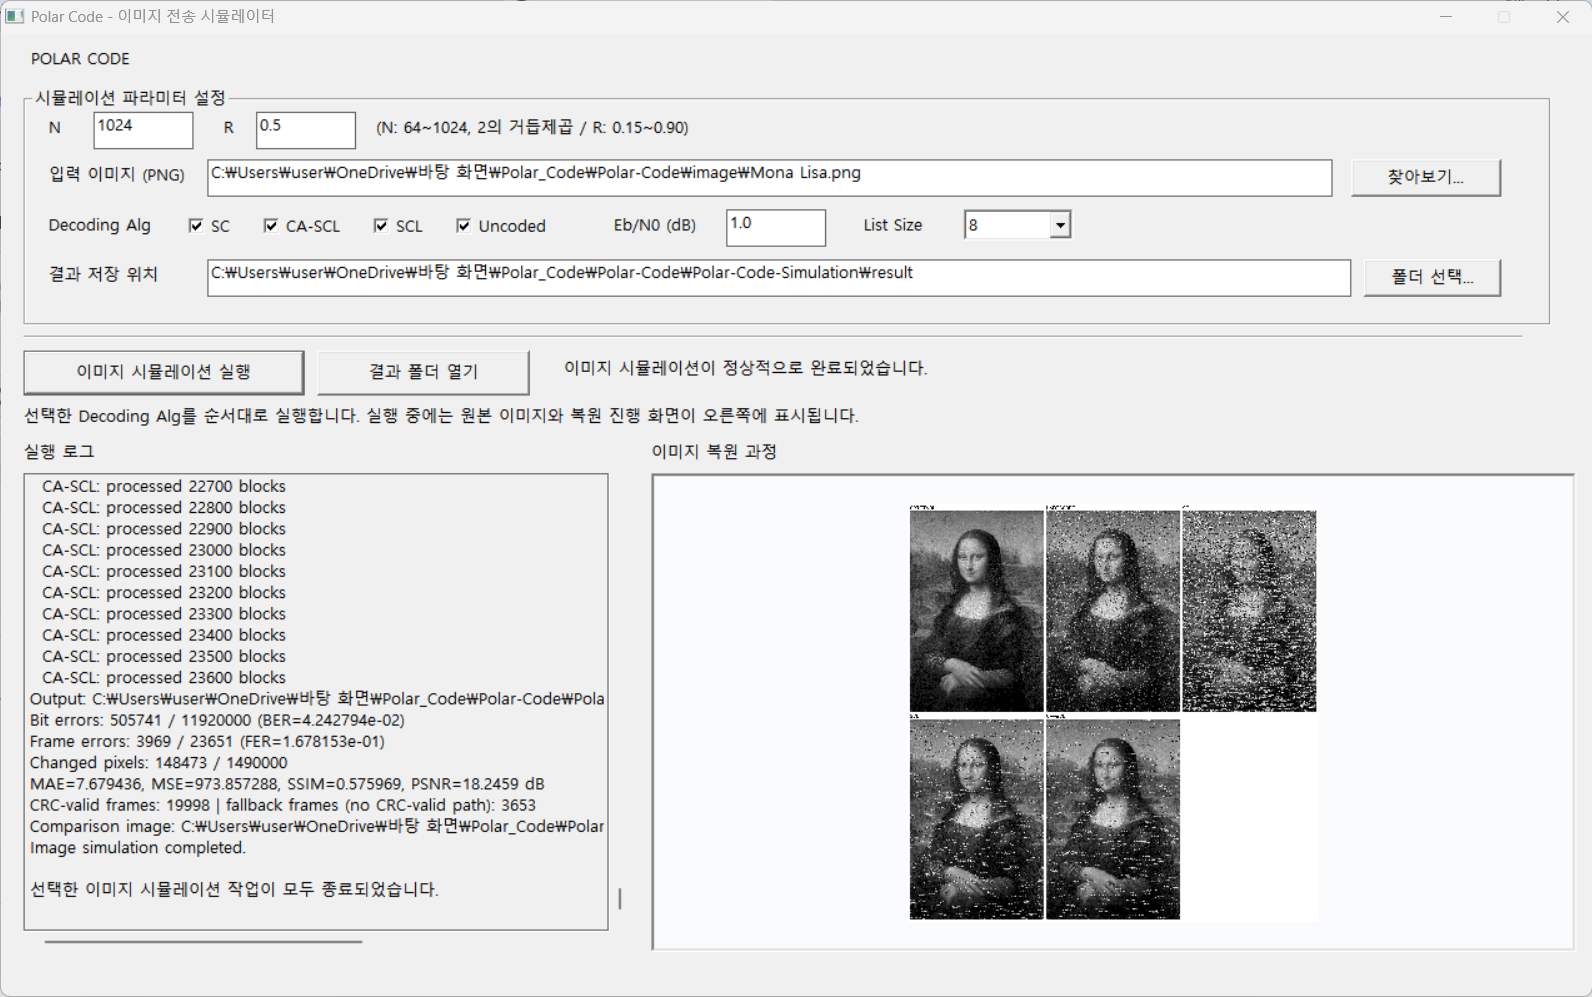 Polar Code - 이미지 전송 시뮬레이터
POLAR CODE
시뮬레이션 파라미터 설정
N 1024 R 0.5 (N: 64~1024, 2의 거듭제곱 / R: 0.15~0.90)
입력 이미지 (PNG) C:₩Users₩user₩OneDrive₩바탕 화면₩Polar_Code₩Polar-Code₩image₩Mona Lisa.png 찾아보기...
Decoding Alg SC CA-SCL SCL Uncoded Eb/N0 (dB) 1.0 List Size 8
결과 저장 위치 C:₩Users₩user₩OneDrive₩바탕 화면₩Polar_Code₩Polar-Code₩Polar-Code-Simulation₩result 폴더 선택...
이미지 시뮬레이션 실행 결과 폴더 열기 이미지 시뮬레이션이 정상적으로 완료되었습니다.
선택한 Decoding Alg를 순서대로 실행합니다. 실행 중에는 원본 이미지와 복원 진행 화면이 오른쪽에 표시됩니다.
실행 로그
CA-SCL: processed 22700 blocks
CA-SCL: processed 22800 blocks
CA-SCL: processed 22900 blocks
CA-SCL: processed 23000 blocks
CA-SCL: processed 23100 blocks
CA-SCL: processed 23200 blocks
CA-SCL: processed 23300 blocks
CA-SCL: processed 23400 blocks
CA-SCL: processed 23500 blocks
CA-SCL: processed 23600 blocks
Output: C:₩Users₩user₩OneDrive₩바탕 화면₩Polar_Code₩Polar-Code₩Pola
Bit errors: 505741 / 11920000 (BER=4.242794e-02)
Frame errors: 3969 / 23651 (FER=1.678153e-01)
Changed pixels: 148473 / 1490000
MAE=7.679436, MSE=973.857288, SSIM=0.575969, PSNR=18.2459 dB
CRC-valid frames: 19998 | fallback frames (no CRC-valid path): 3653
Comparison image: C:₩Users₩user₩OneDrive₩바탕 화면₩Polar_Code₩Polar
Image simulation completed.
선택한 이미지 시뮬레이션 작업이 모두 종료되었습니다.
이미지 복원 과정